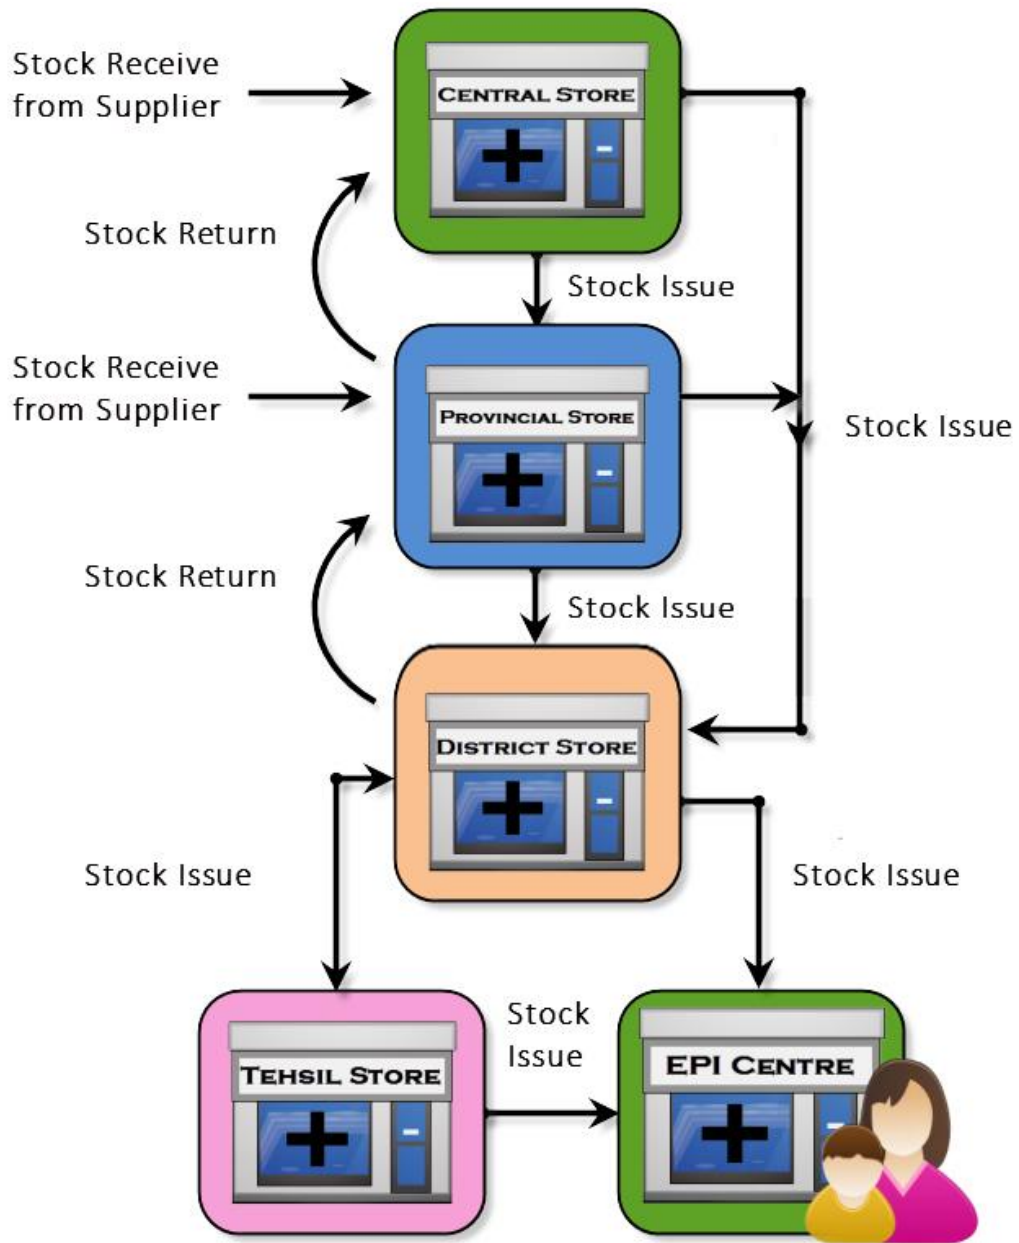 Stock Receive
from Supplier
CENTRAL STORE
Stock Return
Stock Issue
Stock Receive
from Supplier
PROVINCIAL STORE
Stock Issue
Stock Return
Stock Issue
DISTRICT STORE
Stock Issue
Stock Issue
Stock
Issue
TEHSIL STORE
EPI CENTRE